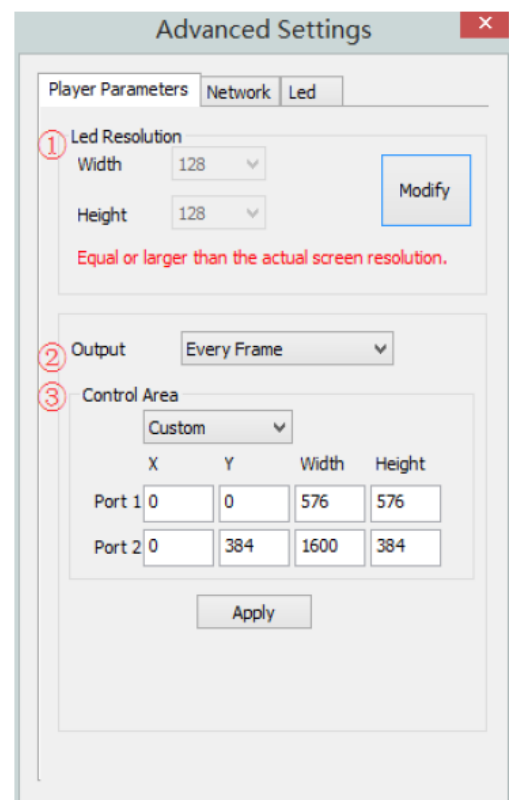 Advanced Settings ×
Player Parameters Network Led
① Led Resolution
Width 128
Modify
Height 128
Equal or larger than the actual screen resolution.
② Output Every Frame
③ Control Area
Custom
X Y Width Height
Port 1 0 0 576 576
Port 2 0 384 1600 384
Apply